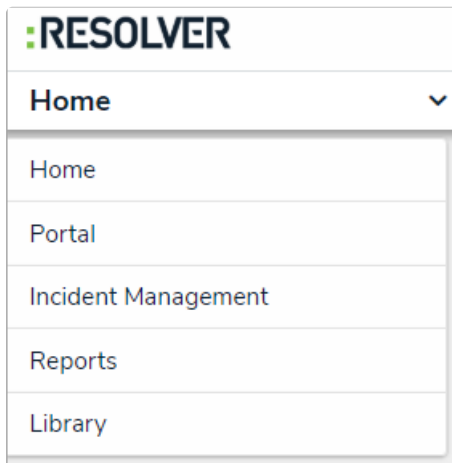 :RESOLVER
Home
Home
Portal
Incident Management
Reports
Library